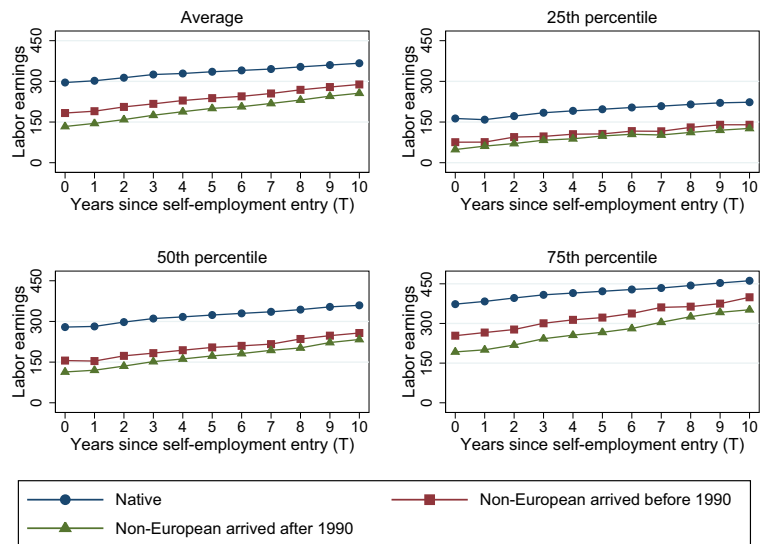 Average
Labor earnings
450
300
150
0
0 1 2 3 4 5 6 7 8 9 10
Years since self-employment entry (T)
25th percentile
Labor earnings
450
300
150
0
0 1 2 3 4 5 6 7 8 9 10
Years since self-employment entry (T)
50th percentile
Labor earnings
450
300
150
0
0 1 2 3 4 5 6 7 8 9 10
Years since self-employment entry (T)
75th percentile
Labor earnings
450
300
150
0
0 1 2 3 4 5 6 7 8 9 10
Years since self-employment entry (T)
Native
Non-European arrived before 1990
Non-European arrived after 1990